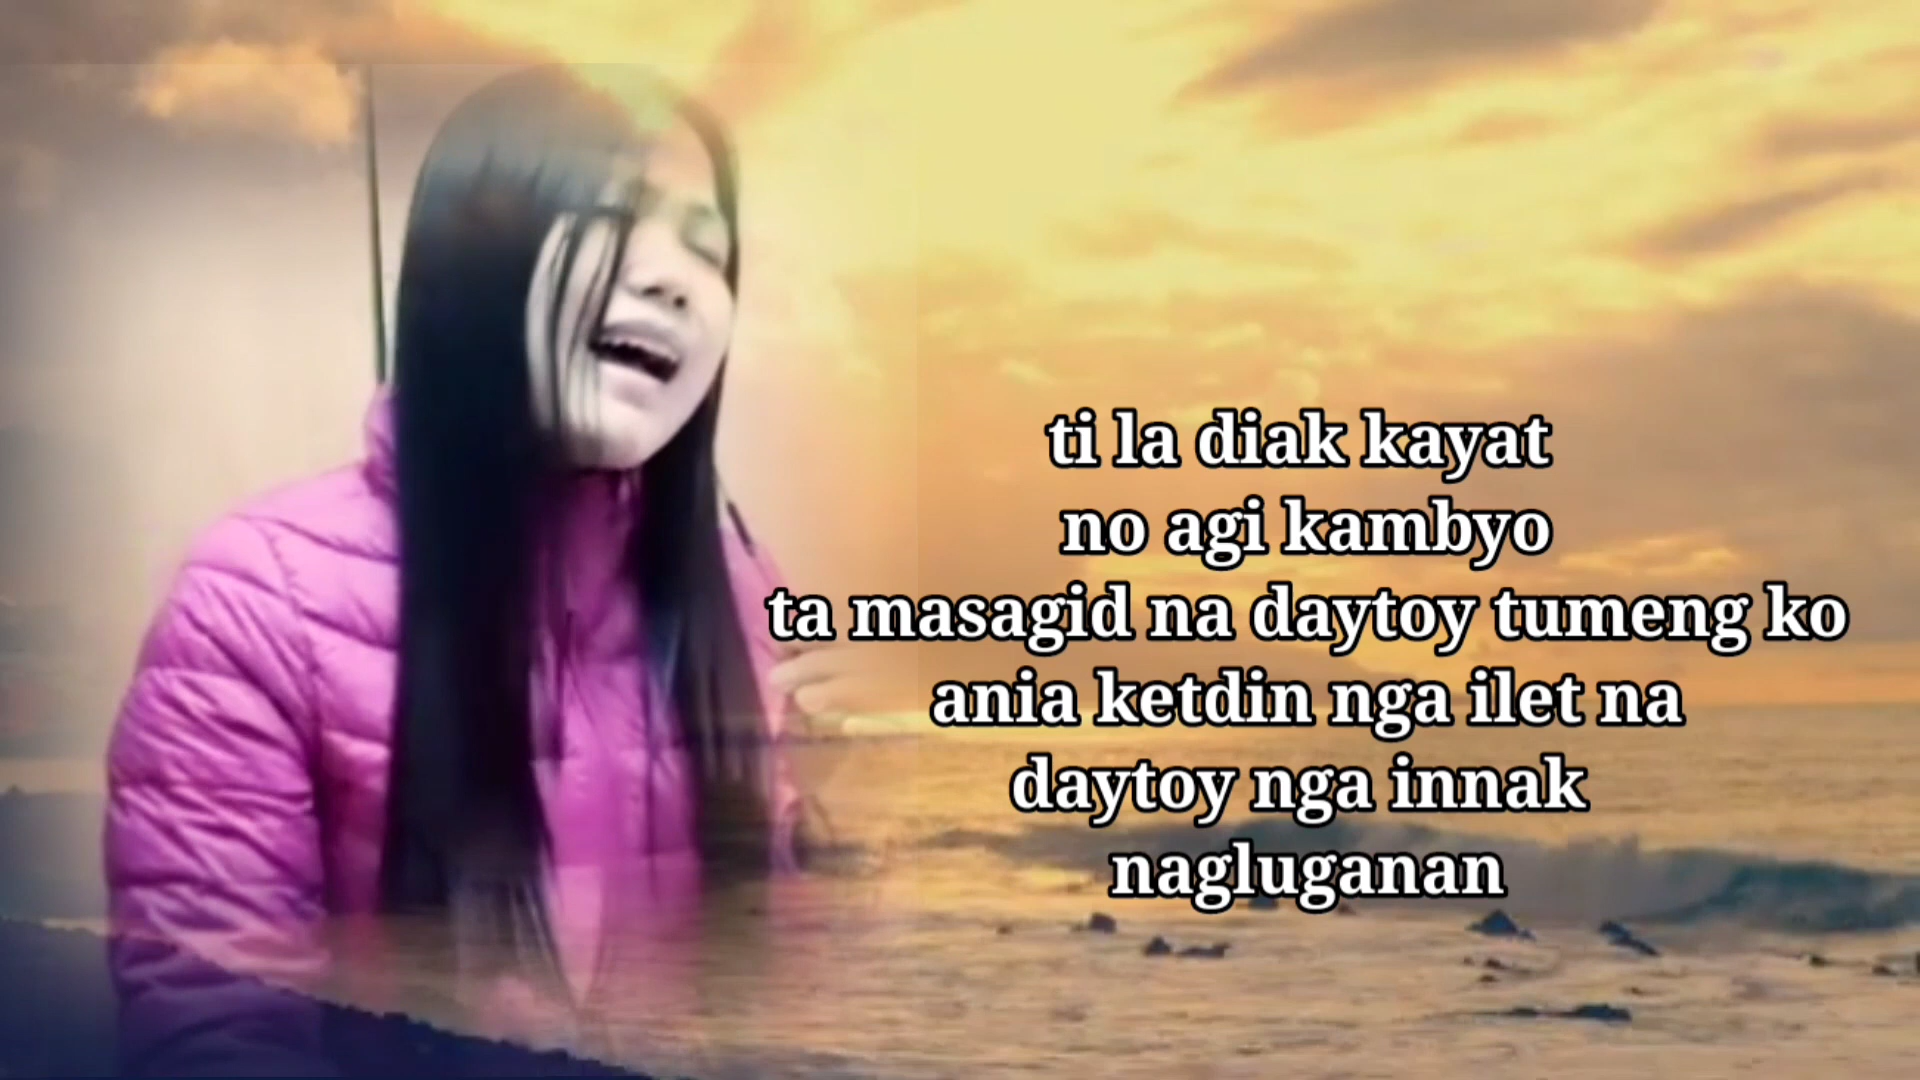 ti la diak kayat
no agi kambyo
ta masagid na daytoy tumeng ko
ania ketdin nga ilet na
daytoy nga innak
nagluganan